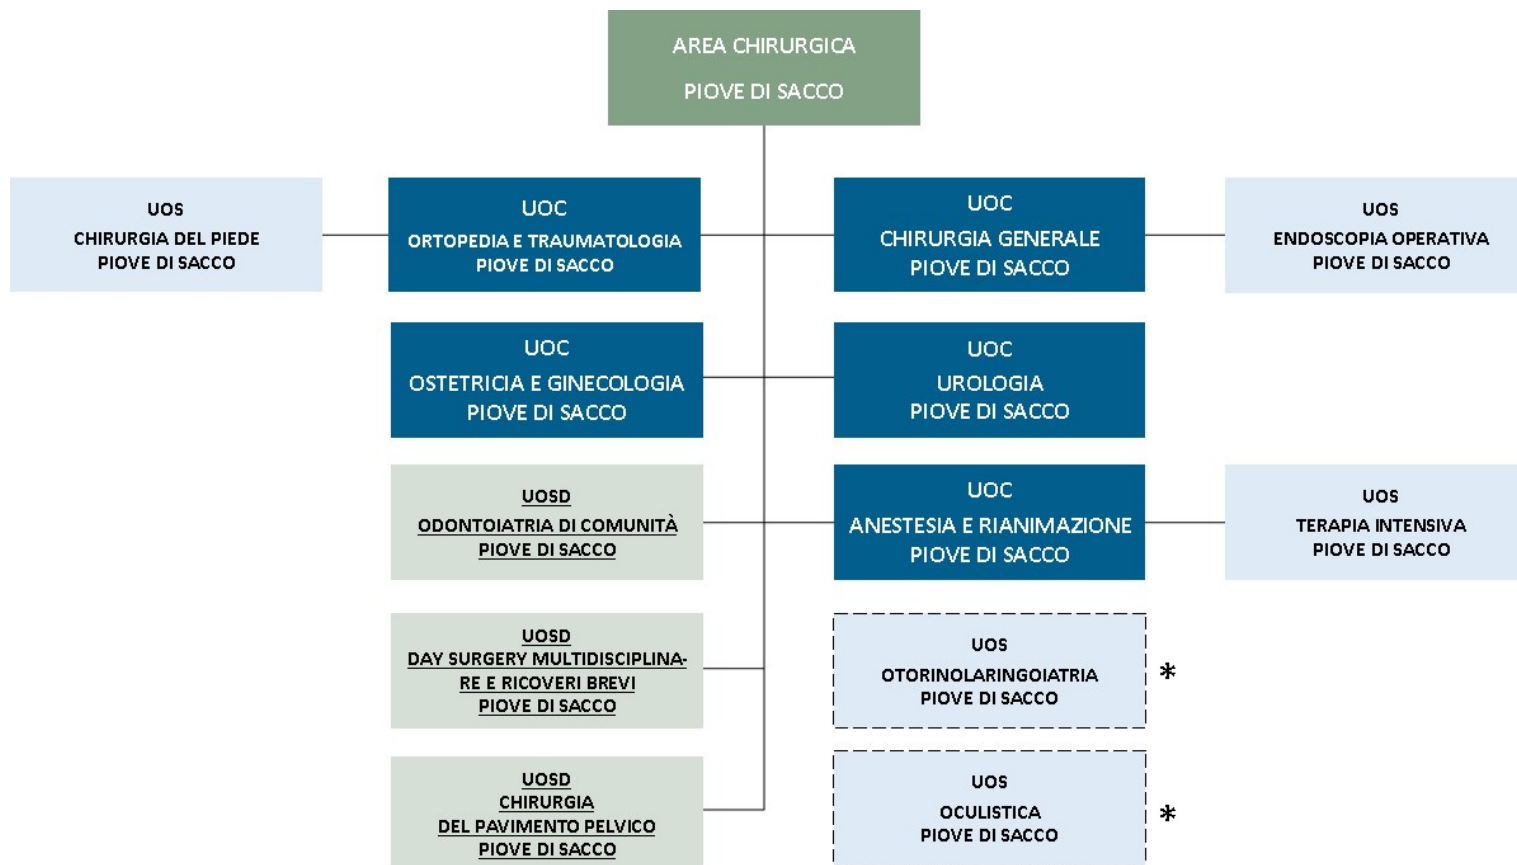 AREA CHIRURGICA
PIOVE DI SACCO
UOS
CHIRURGIA DEL PIEDE
PIOVE DI SACCO
UOC
ORTOPEDIA E TRAUMATOLOGIA
PIOVE DI SACCO
UOC
CHIRURGIA GENERALE
PIOVE DI SACCO
UOS
ENDOSCOPIA OPERATIVA
PIOVE DI SACCO
UOC
OSTETRICIA E GINECOLOGIA
PIOVE DI SACCO
UOC
UROLOGIA
PIOVE DI SACCO
UOSD
ODONTOIATRIA DI COMUNITÀ
PIOVE DI SACCO
UOC
ANESTESIA E RIANIMAZIONE
PIOVE DI SACCO
UOS
TERAPIA INTENSIVA
PIOVE DI SACCO
UOSD
DAY SURGERY MULTIDISCIPLINA-
RE E RICOVERI BREVI
PIOVE DI SACCO
UOS
OTORINOLARINGOIATRIA
PIOVE DI SACCO
*
UOSD
CHIRURGIA
DEL PAVIMENTO PELVICO
PIOVE DI SACCO
UOS
OCULISTICA
PIOVE DI SACCO
*